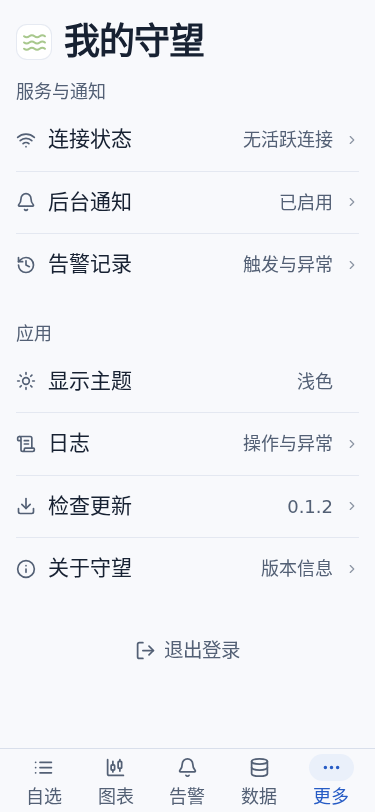 我的守望
服务与通知
连接状态 无活跃连接
后台通知 已启用
告警记录 触发与异常
应用
显示主题 浅色
日志 操作与异常
检查更新 0.1.2
关于守望 版本信息
退出登录
自选 图表 告警 数据 更多